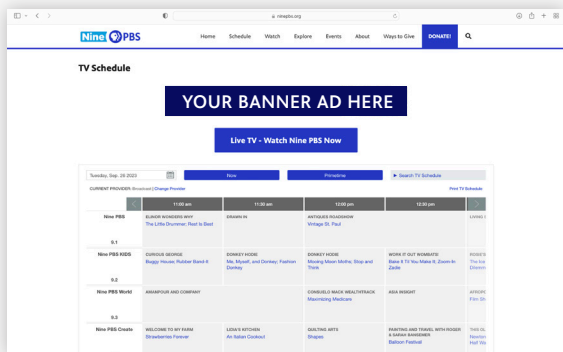 ninepbs.org
Nine PBS
Home Schedule Watch Explore Events About Ways to Give DONATE!
TV Schedule
YOUR BANNER AD HERE
Live TV - Watch Nine PBS Now
Tuesday, Sep. 26 2023 Now Primetime ► Search TV Schedule
CURRENT PROVIDER: Broadcast | Change Provider Print TV Schedule
11:00 am 11:30 am 12:00 pm 12:30 pm
Nine PBS ELINOR WONDERS WHY DRAWN IN ANTIQUES ROADSHOW LIVING
The Little Drummer; Rest Is Best Vintage St. Paul
9.1
Nine PBS KIDS CURIOUS GEORGE DONKEY HODIE DONKEY HODIE WORK IT OUT WOMBATS!
Buggy House; Rubber Band-It Me, Myself, and Donkey; Fashion Donkey Moving Mean Moths; Stop and Think Bake It Til You Make It; Zoom-In Zadie
9.2
Nine PBS World AMANPOUR AND COMPANY CONSUELO MACK WEALTHTRACK ASIA INSIGHT
Maximizing Medicare
9.3
Nine PBS Create WELCOME TO MY FARM LIDIA'S KITCHEN QUILTING ARTS PAINTING AND TRAVEL WITH ROGER & SARAH BANSEMER
Strawberries Forever An Italian Cookout Shapes Balloon Festival